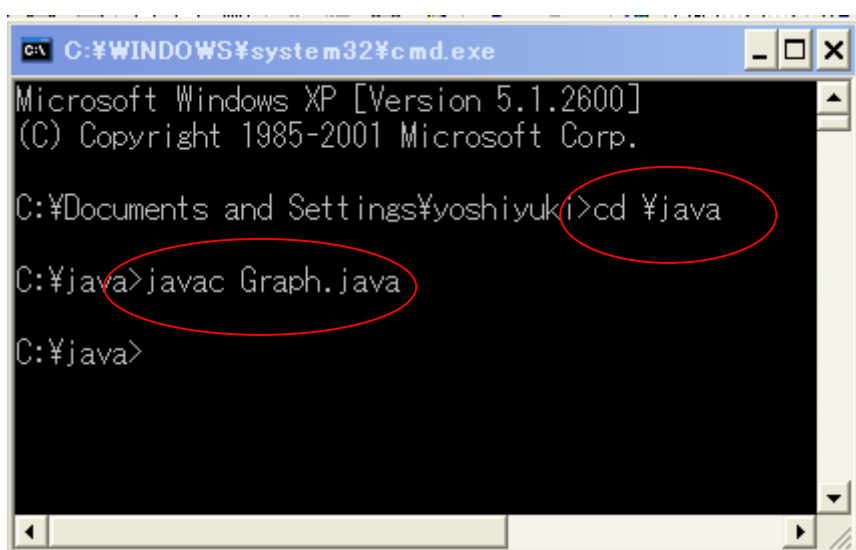 C:¥WINDOWS¥system32¥cmd.exe
Microsoft Windows XP [Version 5.1.2600]
(C) Copyright 1985-2001 Microsoft Corp.
C:¥Documents and Settings¥yoshiyuki>cd ¥java
C:¥java>javac Graph.java
C:¥java>